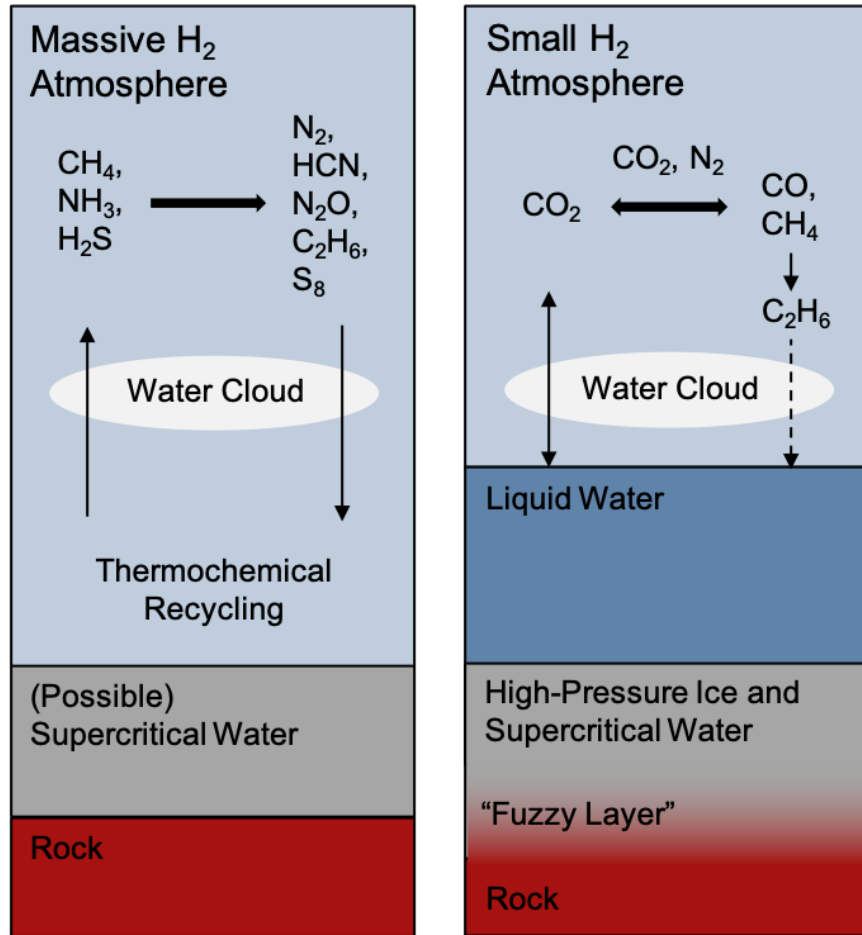 Massive H₂
Atmosphere
CH₄,
NH₃,
H₂S
N₂,
HCN,
N₂O,
C₂H₆,
S₈
Water Cloud
Thermochemical
Recycling
(Possible)
Supercritical Water
Rock
Small H₂
Atmosphere
CO₂, N₂
CO₂
CO,
CH₄
C₂H₆
Water Cloud
Liquid Water
High-Pressure Ice and
Supercritical Water
“Fuzzy Layer”
Rock